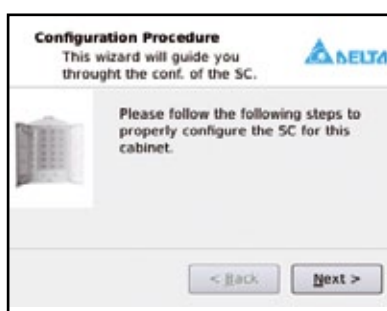 Configuration Procedure
This wizard will guide you
throught the conf. of the SC.
DELTA
Please follow the following steps to
properly configure the SC for this
cabinet.
< Back
Next >